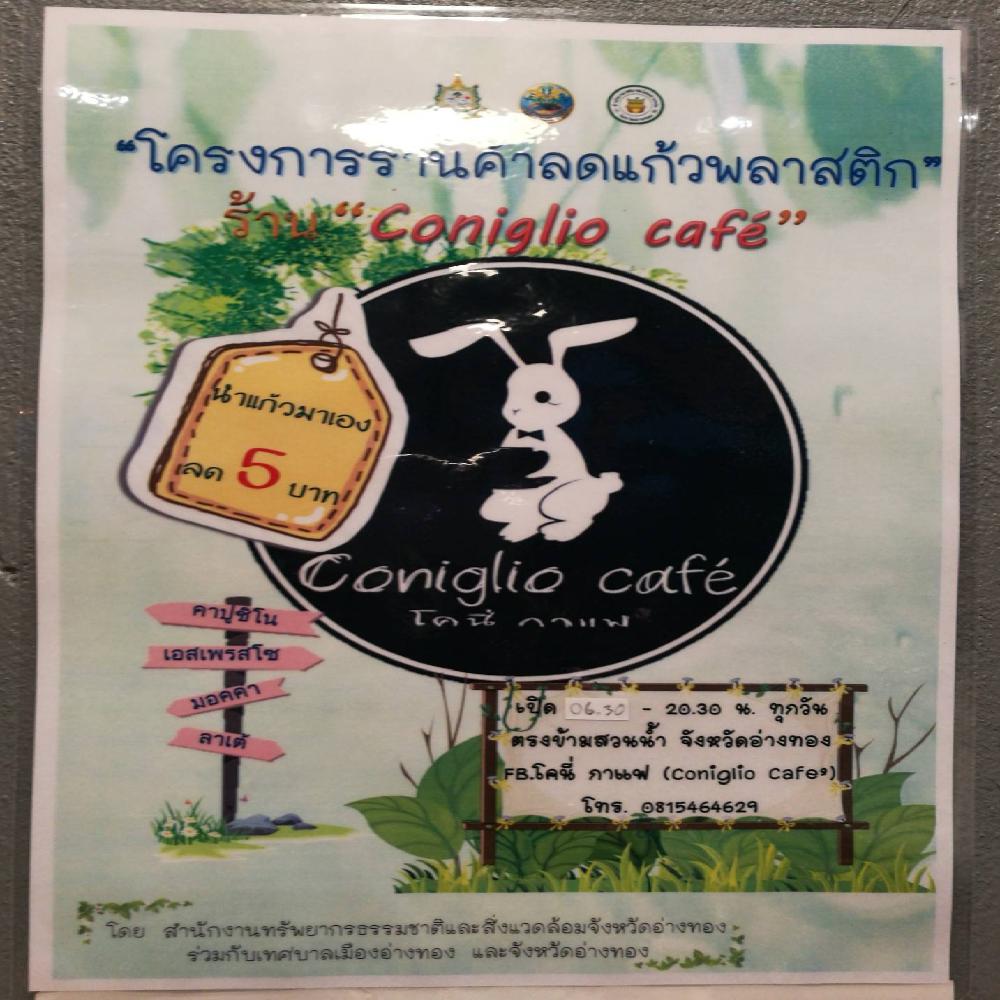 “โครงการร้านค้าลดแก้วพลาสติก”
ร้าน “Coniglio café”
นำแก้วมาเอง
ลด 5 บาท
Coniglio café
โคนี่ กาแฟ
คาปูชิโน
เอสเพรสโซ
มอคค่า
ลาเต้
เปิด 06.30 - 20.30 น. ทุกวัน
ตรงข้ามสวนน้ำ จังหวัดอ่างทอง
FB.โคนี่ กาแฟ (Coniglio Cafe')
โทร. 0815464629
โดย สำนักงานทรัพยากรธรรมชาติและสิ่งแวดล้อมจังหวัดอ่างทอง
ร่วมกับเทศบาลเมืองอ่างทอง และจังหวัดอ่างทอง